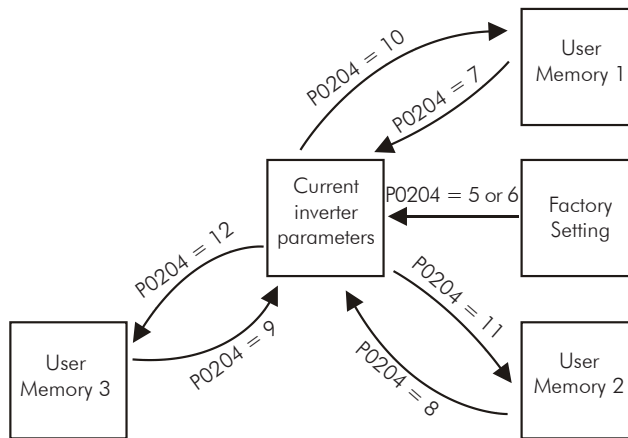 P0204 = 10
User
Memory 1
P0204 = 7
Current
inverter
parameters
P0204 = 5 or 6
Factory
Setting
P0204 = 12
P0204 = 11
P0204 = 9
P0204 = 8
User
Memory 3
User
Memory 2